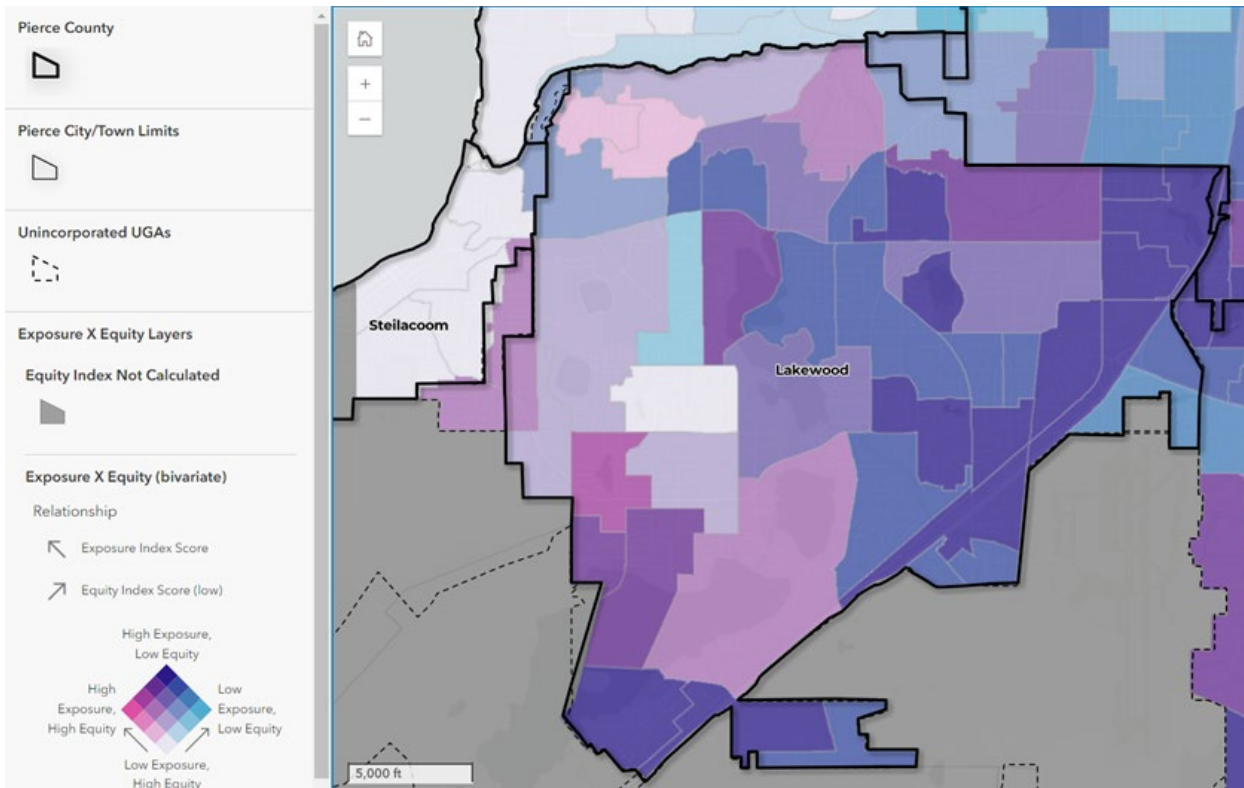 Pierce County
Pierce City/Town Limits
Unincorporated UGAs
Exposure X Equity Layers
Equity Index Not Calculated
Exposure X Equity (bivariate)
Relationship
Exposure Index Score
Equity Index Score (low)
High Exposure,
Low Equity
High
Exposure,
High Equity
Low
Exposure,
Low Equity
Low Exposure,
High Equity
+
−
Steilacoom
Lakewood
5,000 ft